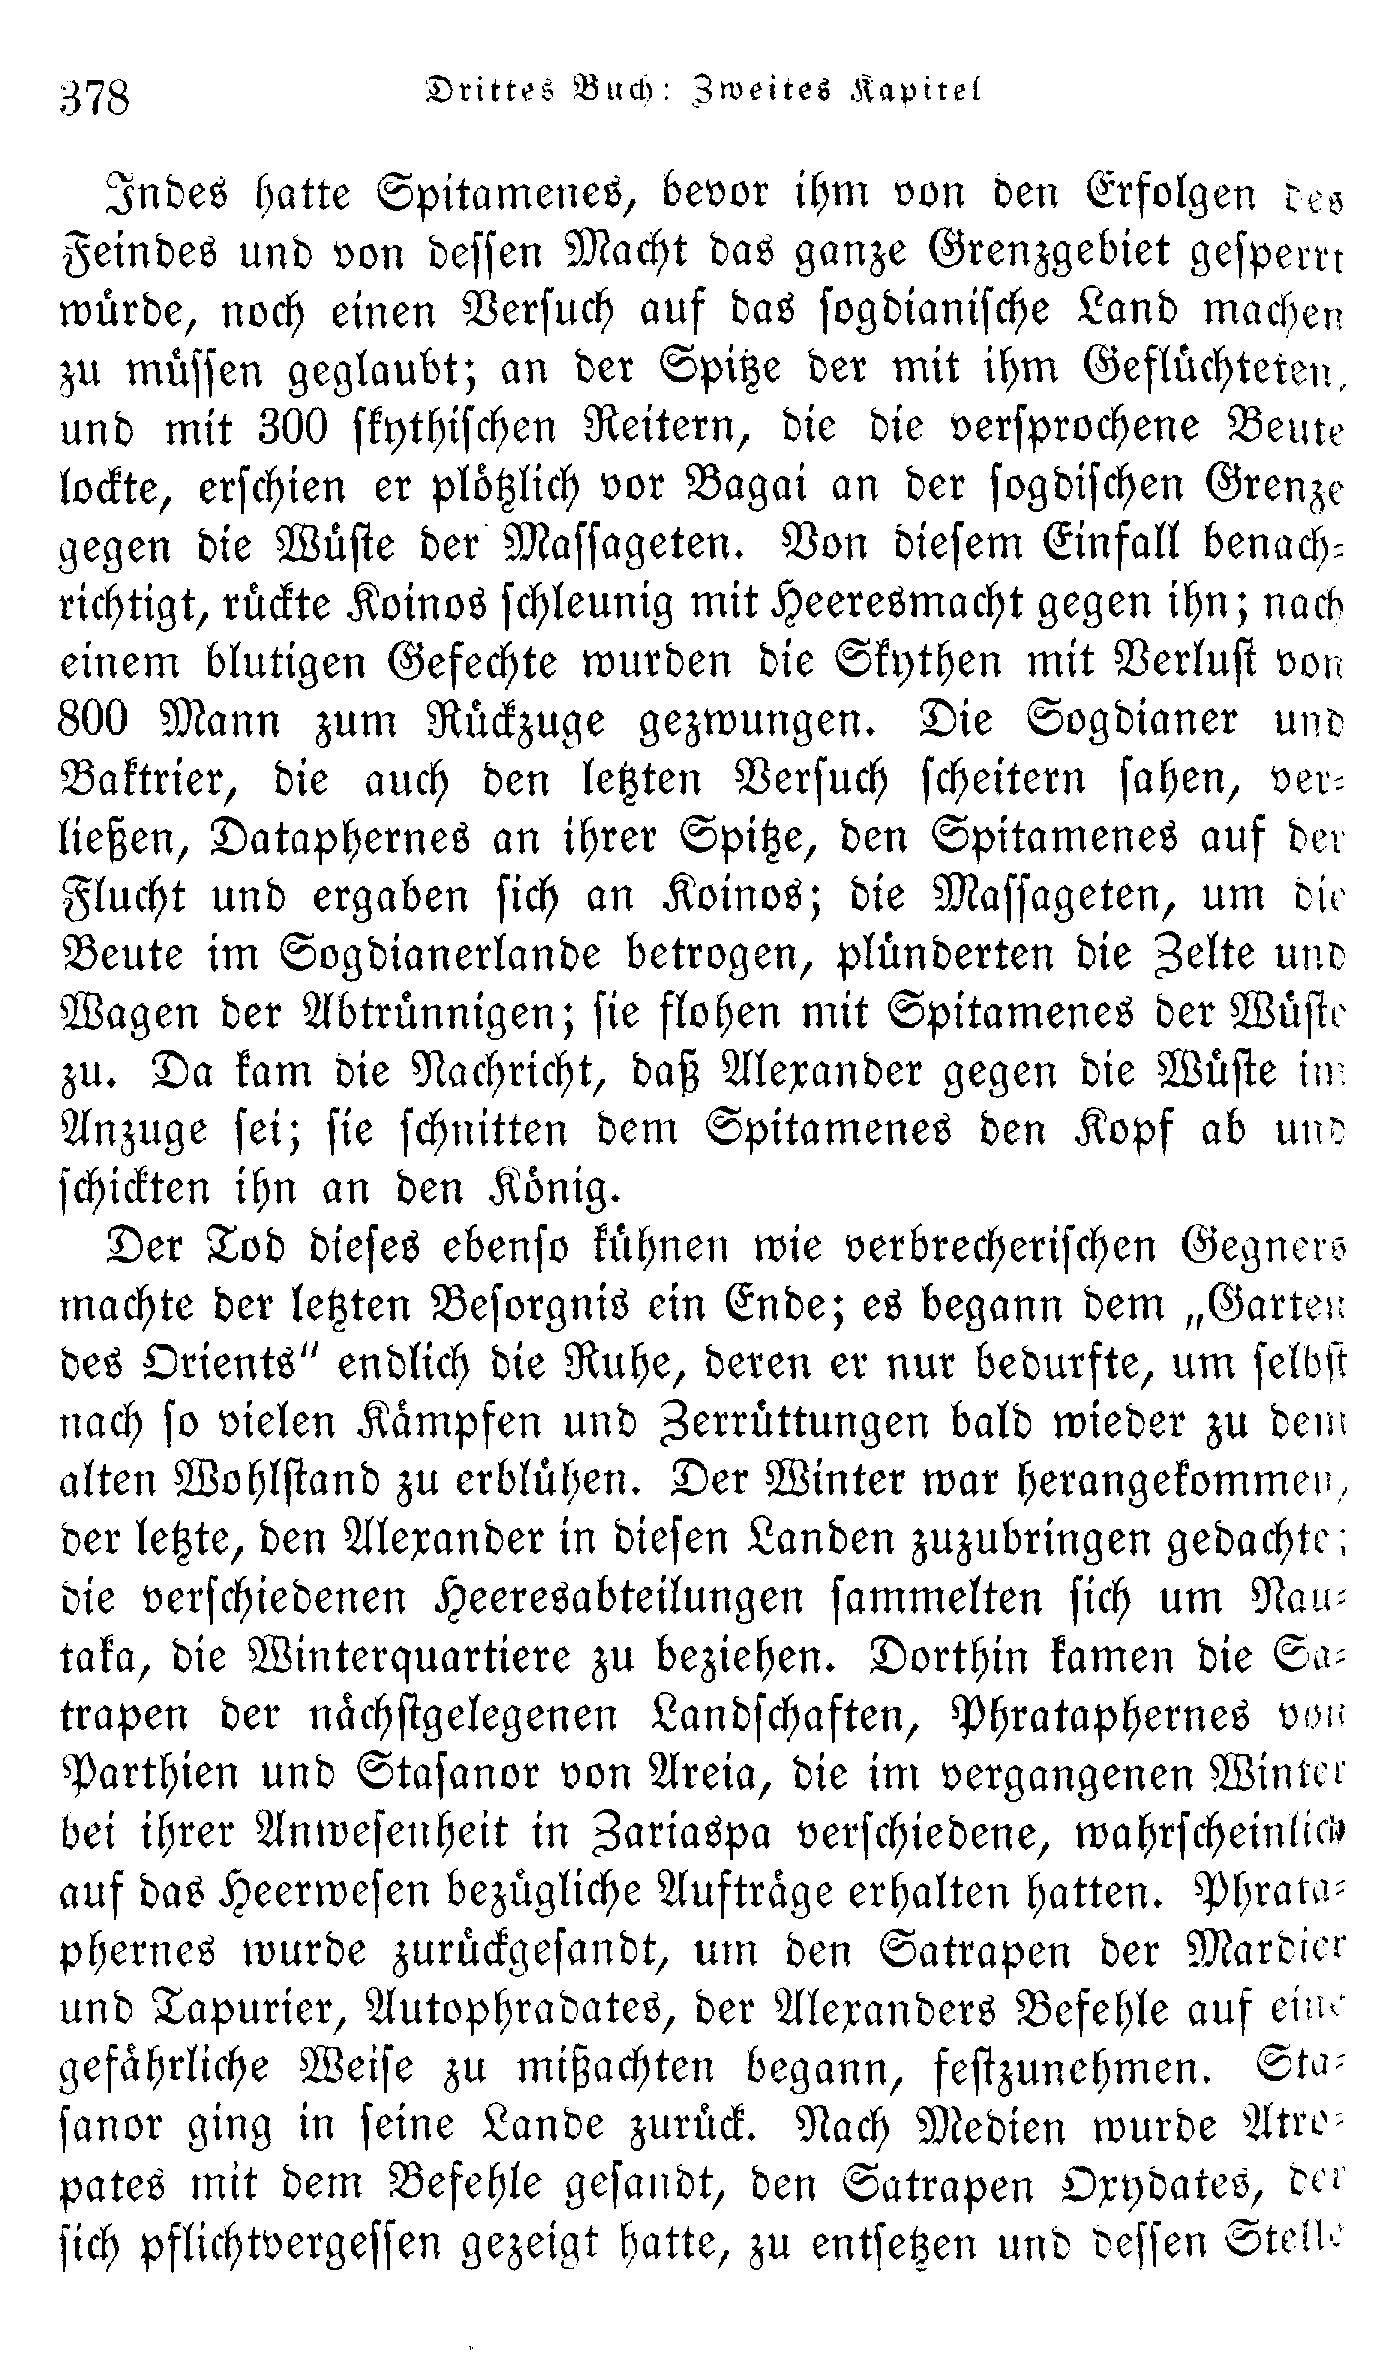 378
Drittes Buch: Zweites Kapitel
Indes hatte Spitamenes, bevor ihm von den Erfolgen des
Feindes und von dessen Macht das ganze Grenzgebiet gesperrt
würde, noch einen Versuch auf das sogdianische Land machen
zu müssen geglaubt; an der Spitze der mit ihm Geflüchteten,
und mit 300 skythischen Reitern, die die versprochene Beute
lockte, erschien er plötzlich vor Bagai an der sogdischen Grenze
gegen die Wüste der Massageten. Von diesem Einfall benach-
richtigt, rückte Koinos schleunig mit Heeresmacht gegen ihn; nach
einem blutigen Gefechte wurden die Skythen mit Verlust von
800 Mann zum Rückzuge gezwungen. Die Sogdianer und
Baktrier, die auch den letzten Versuch scheitern sahen, ver-
ließen, Dataphernes an ihrer Spitze, den Spitamenes auf der
Flucht und ergaben sich an Koinos; die Massageten, um die
Beute im Sogdianerlande betrogen, plünderten die Zelte und
Wagen der Abtrünnigen; sie flohen mit Spitamenes der Wüste
zu. Da kam die Nachricht, daß Alexander gegen die Wüste im
Anzuge sei; sie schnitten dem Spitamenes den Kopf ab und
schickten ihn an den König.
Der Tod dieses ebenso kühnen wie verbrecherischen Gegners
machte der letzten Besorgnis ein Ende; es begann dem „Garten
des Orients“ endlich die Ruhe, deren er nur bedurfte, um selbst
nach so vielen Kämpfen und Zerrüttungen bald wieder zu dem
alten Wohlstand zu erblühen. Der Winter war herangekommen,
der letzte, den Alexander in diesen Landen zuzubringen gedachte;
die verschiedenen Heeresabteilungen sammelten sich um Nau-
taka, die Winterquartiere zu beziehen. Dorthin kamen die Sa-
trapen der nächstgelegenen Landschaften, Phrataphernes von
Parthien und Stasanor von Areia, die im vergangenen Winter
bei ihrer Anwesenheit in Zariaspa verschiedene, wahrscheinlich
auf das Heerwesen bezügliche Aufträge erhalten hatten. Phrata-
phernes wurde zurückgesandt, um den Satrapen der Mardier
und Tapurier, Autophradates, der Alexanders Befehle auf eine
gefährliche Weise zu mißachten begann, festzunehmen. Sta-
sanor ging in seine Lande zurück. Nach Medien wurde Atro-
pates mit dem Befehle gesandt, den Satrapen Oxydates, der
sich pflichtvergessen gezeigt hatte, zu entsetzen und dessen Stelle